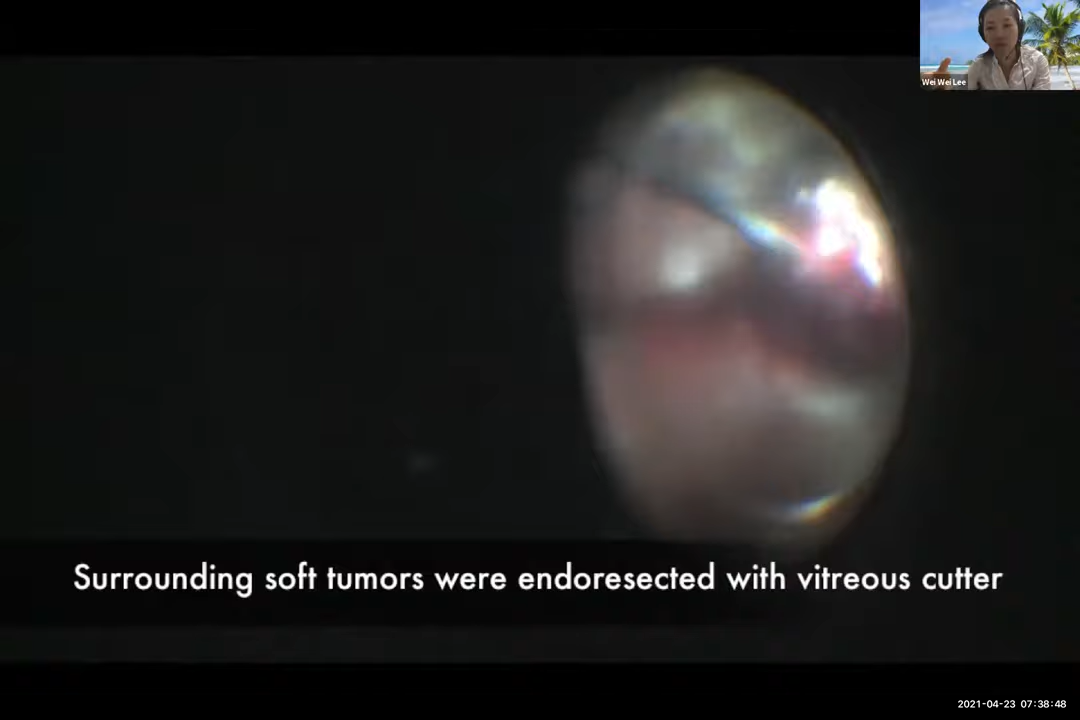 Wei Wei Lee
Surrounding soft tumors were endoresected with vitreous cutter
2021-04-23 07:38:48